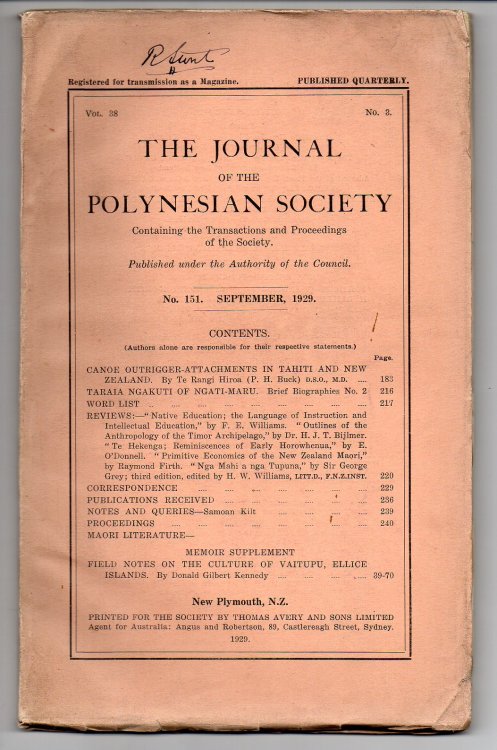 Registered for transmission as a Magazine. PUBLISHED QUARTERLY.
VOL. 38 No. 3.
THE JOURNAL
OF THE
POLYNESIAN SOCIETY
Containing the Transactions and Proceedings
of the Society.
Published under the Authority of the Council.
No. 151. SEPTEMBER, 1929.
CONTENTS.
(Authors alone are responsible for their respective statements.)
Page.
CANOE OUTRIGGER-ATTACHMENTS IN TAHITI AND NEW
ZEALAND. By Te Rangi Hiroa (P. H. Buck) D.S.O., M.D. .... 183
TARAIA NGAKUTI OF NGATI-MARU. Brief Biographies No. 2 216
WORD LIST .... .... .... .... .... .... .... 217
REVIEWS:—"Native Education; the Language of Instruction and
Intellectual Education," by F. E. Williams. "Outlines of the
Anthropology of the Timor Archipelago," by Dr. H. J. T. Bijlmer.
"Te Hekenga; Reminiscences of Early Horowhenua," by E.
O'Donnell. "Primitive Economics of the New Zealand Maori,"
by Raymond Firth. "Nga Mahi a nga Tupuna," by Sir George
Grey; third edition, edited by H. W. Williams, LITT.D., F.N.Z.INST. 220
CORRESPONDENCE .... .... .... .... .... .... 229
PUBLICATIONS RECEIVED .... .... .... .... .... 236
NOTES AND QUERIES—Samoan Kilt .... .... .... .... 239
PROCEEDINGS .... .... .... .... .... .... .... 240
MAORI LITERATURE—
MEMOIR SUPPLEMENT
FIELD NOTES ON THE CULTURE OF VAITUPU, ELLICE
ISLANDS. By Donald Gilbert Kennedy .... .... .... .... 39-70
New Plymouth, N.Z.
PRINTED FOR THE SOCIETY BY THOMAS AVERY AND SONS LIMITED
Agent for Australia: Angus and Robertson, 89, Castlereagh Street, Sydney.
1929.